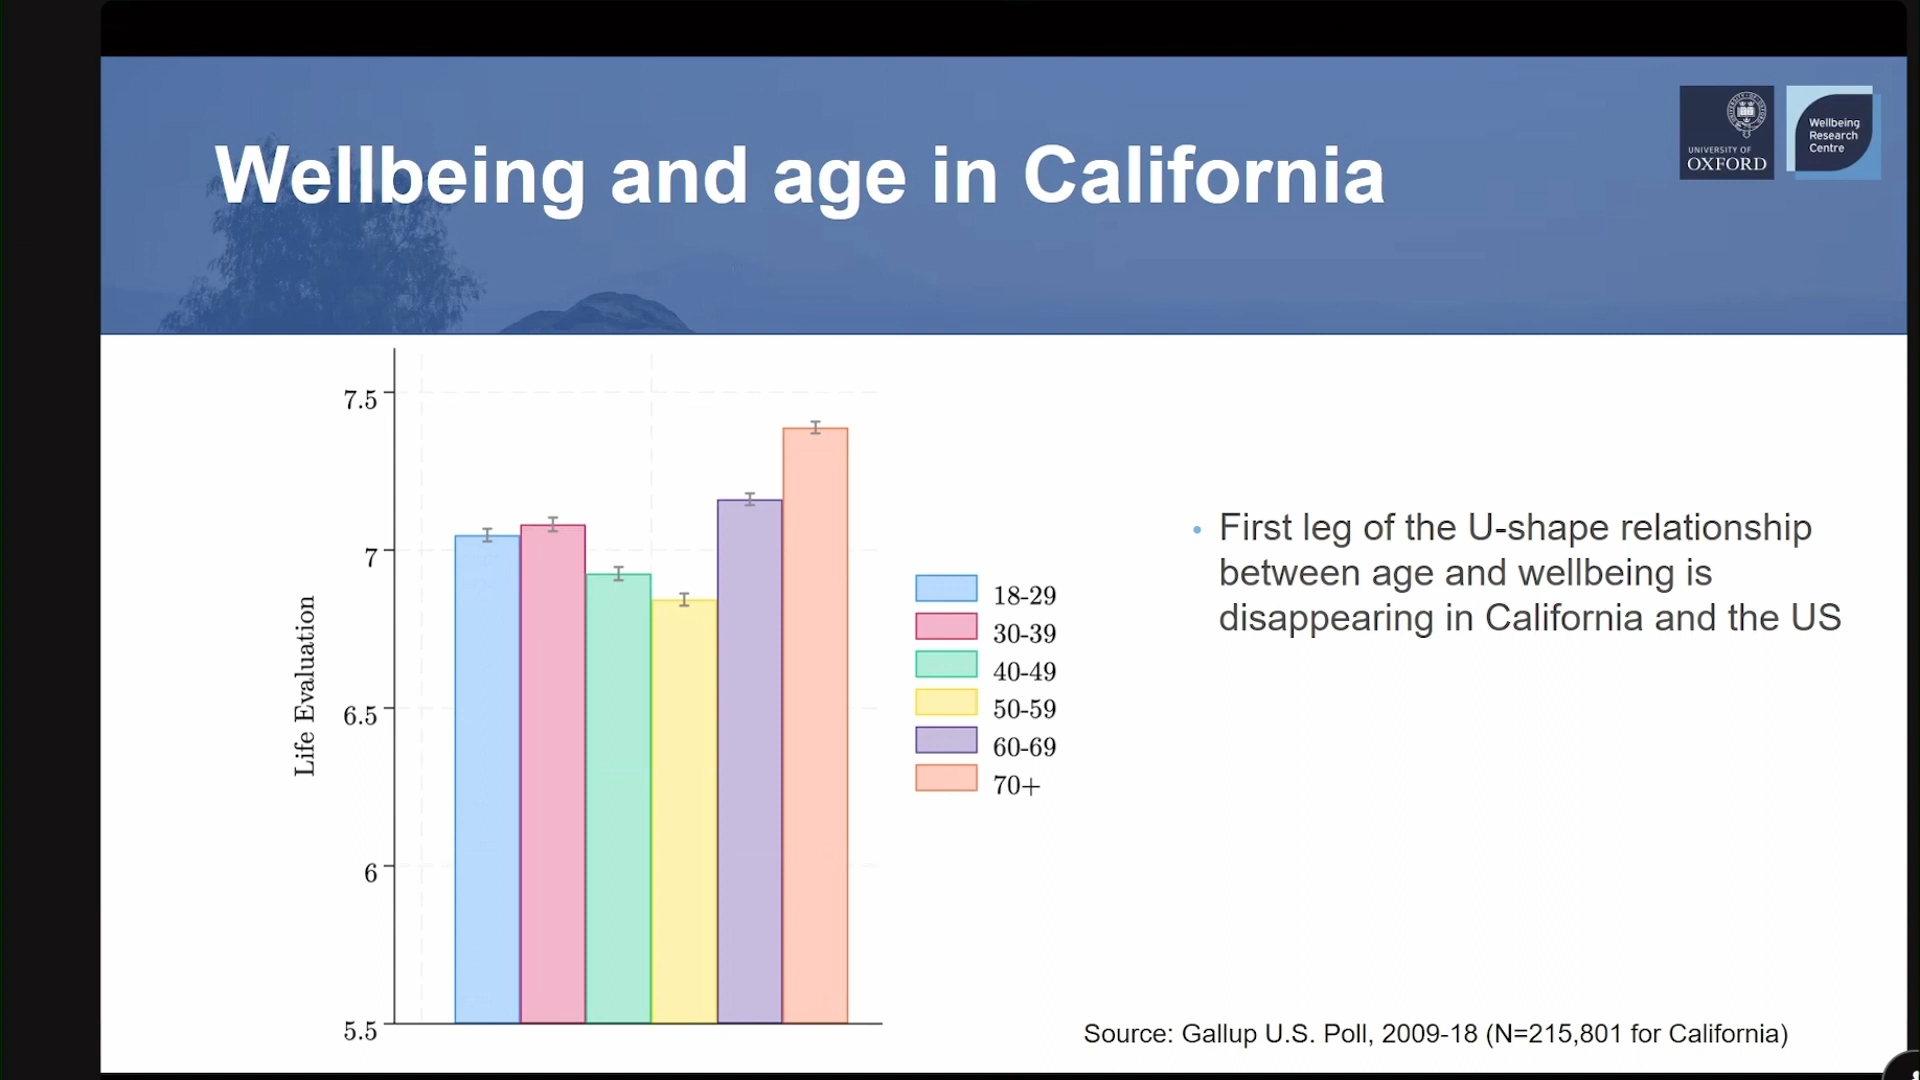 Wellbeing and age in California
UNIVERSITY OF
OXFORD
Wellbeing
Research
Centre
7.5
7
6.5
6
5.5
Life Evaluation
18-29
30-39
40-49
50-59
60-69
70+
• First leg of the U-shape relationship
between age and wellbeing is
disappearing in California and the US
Source: Gallup U.S. Poll, 2009-18 (N=215,801 for California)